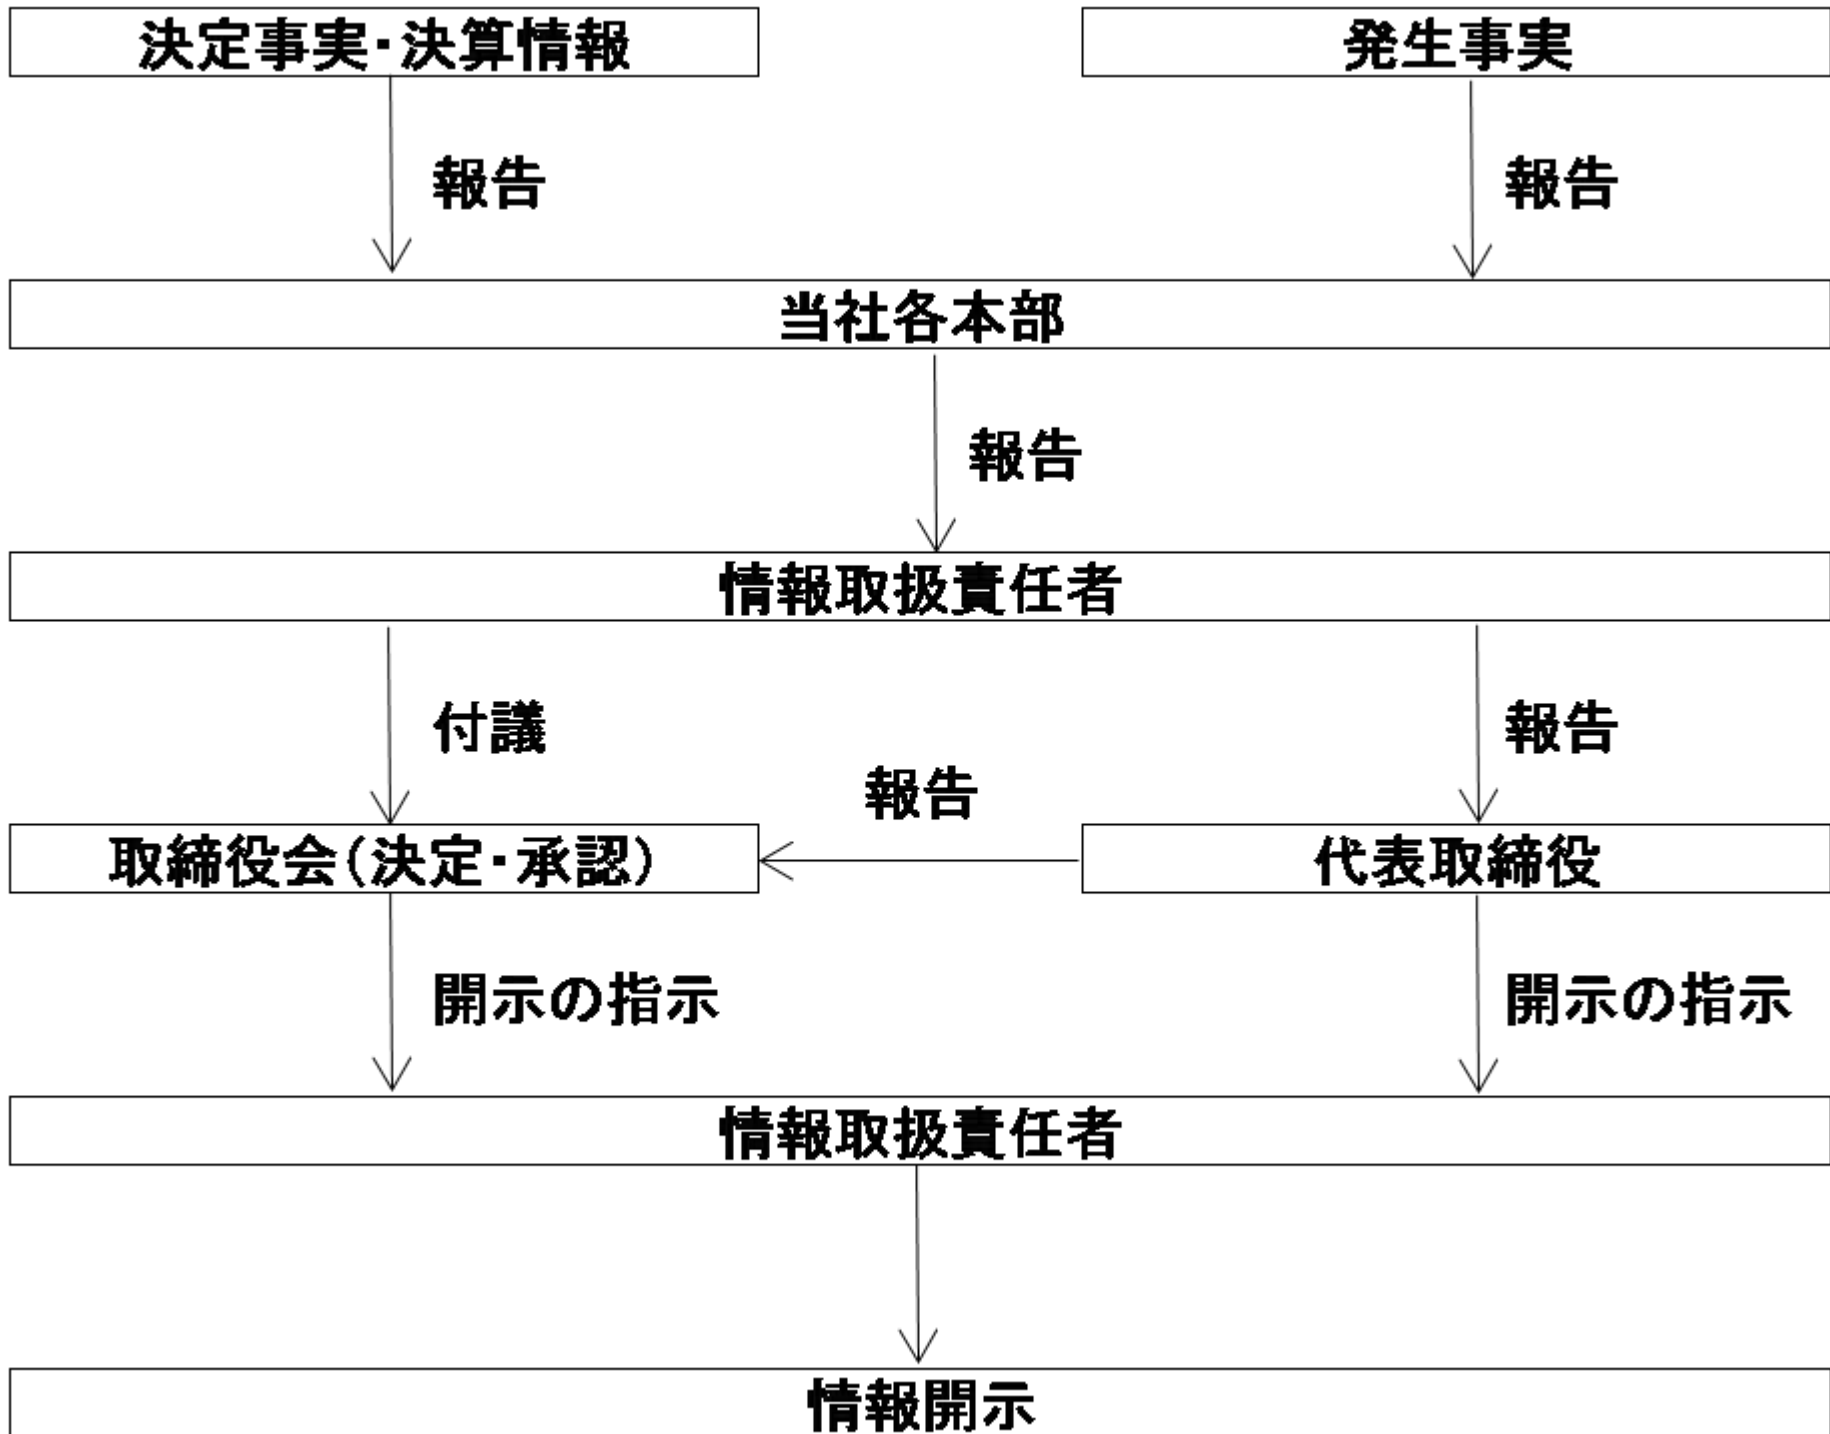 決定事実・決算情報
発生事実
報告
報告
当社各本部
報告
情報取扱責任者
付議
報告
報告
取締役会(決定・承認)
代表取締役
開示の指示
開示の指示
情報取扱責任者
情報開示